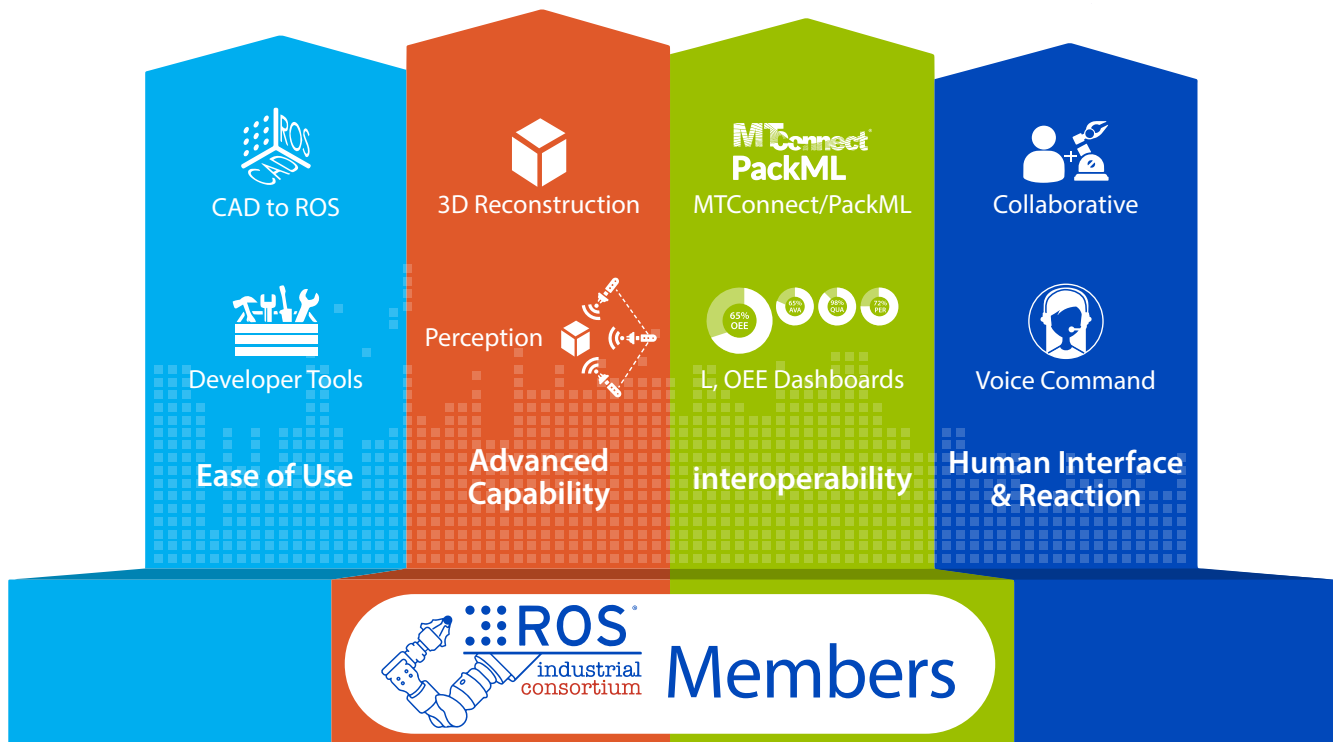 ROS
CAD
CAD to ROS
Developer Tools
Ease of Use
3D Reconstruction
Perception
Advanced
Capability
MTConnect®
PackML
MTConnect/PackML
65%
OEE
65%
AVA
98%
QUA
72%
PER
L, OEE Dashboards
interoperability
Collaborative
+
Voice Command
Human Interface
& Reaction
ROS®
industrial
consortium
Members